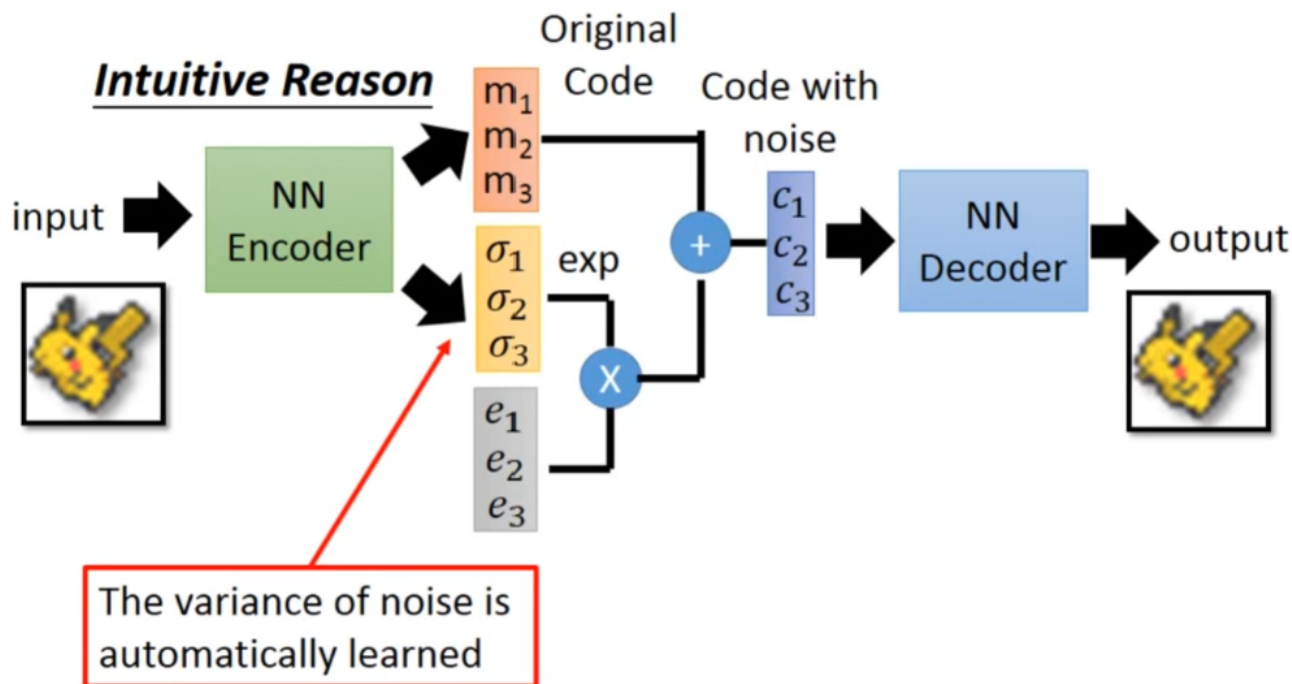 Intuitive Reason
Original
Code
Code with
noise
input
NN
Encoder
m₁
m₂
m₃
σ₁
σ₂
σ₃
exp
e₁
e₂
e₃
X
+
c₁
c₂
c₃
NN
Decoder
output
The variance of noise is
automatically learned